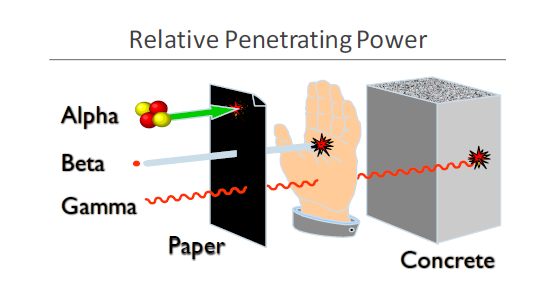 Relative Penetrating Power
Alpha
Beta
Gamma
Paper
Concrete